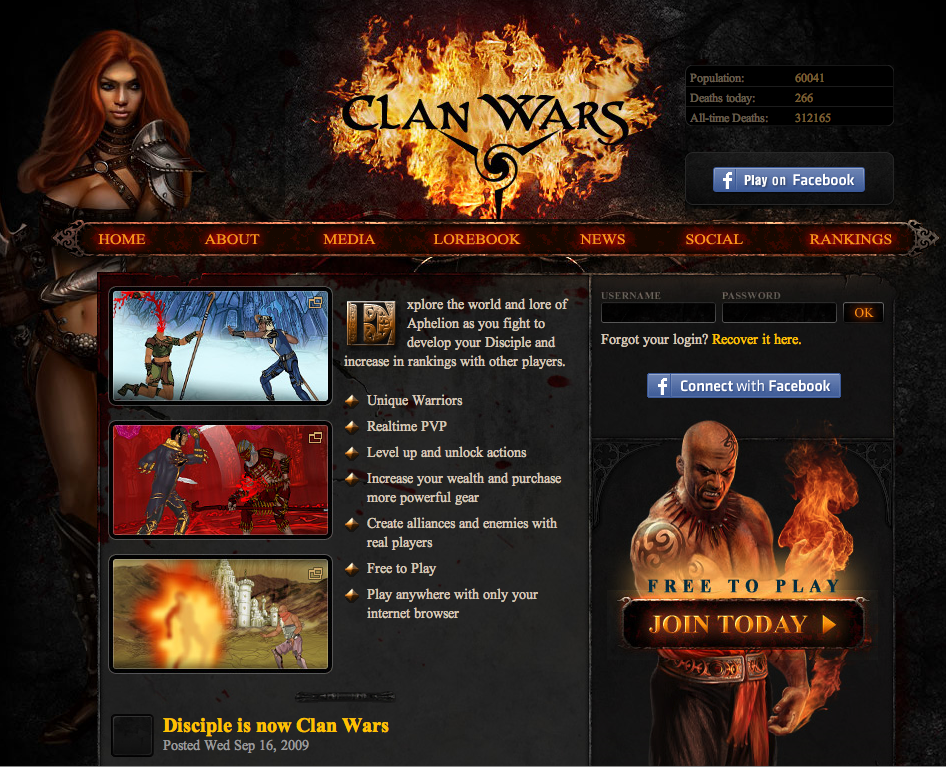 CLAN WARS
Population: 60041
Deaths today: 266
All-time Deaths: 312165
f Play on Facebook
HOME ABOUT MEDIA LOREBOOK NEWS SOCIAL RANKINGS
Explore the world and lore of
Aphelion as you fight to
develop your Disciple and
increase in rankings with other players.
Unique Warriors
Realtime PVP
Level up and unlock actions
Increase your wealth and purchase
more powerful gear
Create alliances and enemies with
real players
Free to Play
Play anywhere with only your
internet browser
Disciple is now Clan Wars
Posted Wed Sep 16, 2009
USERNAME PASSWORD
OK
Forgot your login? Recover it here.
f Connect with Facebook
FREE TO PLAY
JOIN TODAY